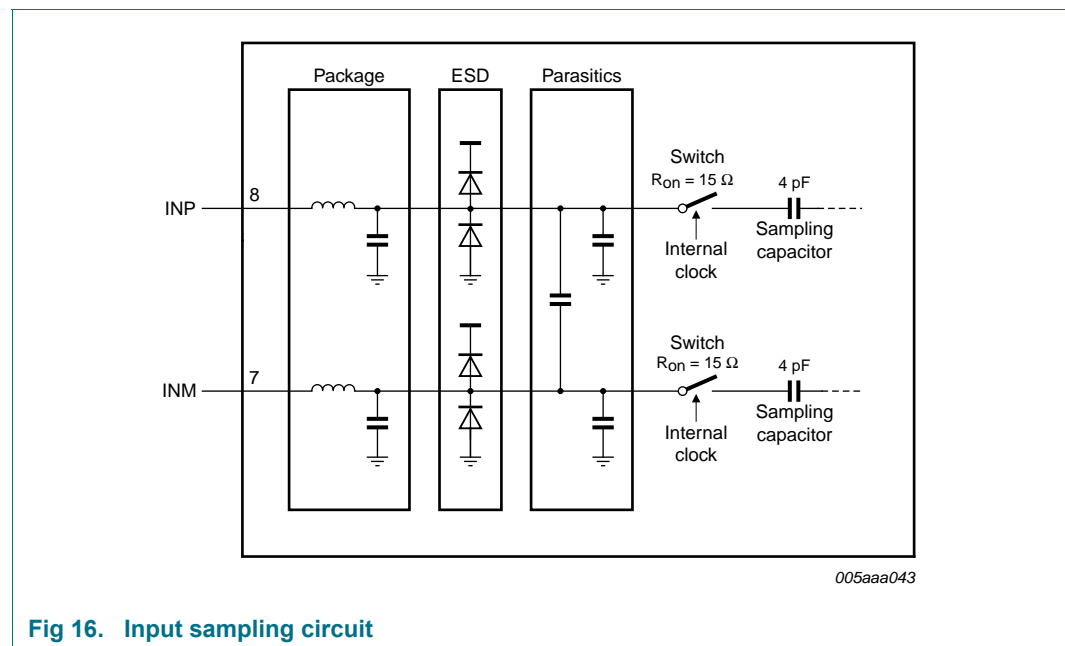 Package
ESD
Parasitics
Switch
Ron = 15 Ω
4 pF
INP
8
Internal
clock
Sampling
capacitor
Switch
Ron = 15 Ω
4 pF
INM
7
Internal
clock
Sampling
capacitor
005aaa043
Fig 16. Input sampling circuit